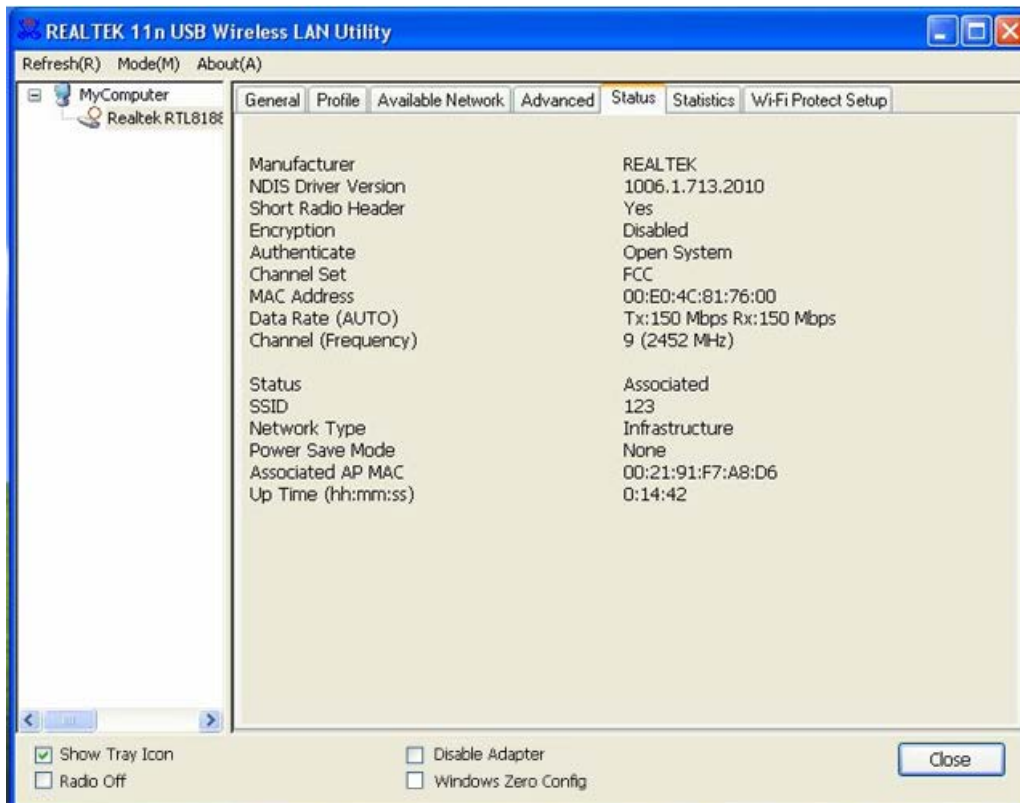 REALTEK 11n USB Wireless LAN Utility
Refresh(R) Mode(M) About(A)
MyComputer
Realtek RTL8188
General Profile Available Network Advanced Status Statistics Wi-Fi Protect Setup
Manufacturer REALTEK
NDIS Driver Version 1006.1.713.2010
Short Radio Header Yes
Encryption Disabled
Authenticate Open System
Channel Set FCC
MAC Address 00:E0:4C:81:76:00
Data Rate (AUTO) Tx:150 Mbps Rx:150 Mbps
Channel (Frequency) 9 (2452 MHz)
Status Associated
SSID 123
Network Type Infrastructure
Power Save Mode None
Associated AP MAC 00:21:91:F7:A8:D6
Up Time (hh:mm:ss) 0:14:42
Show Tray Icon Disable Adapter Close
Radio Off Windows Zero Config